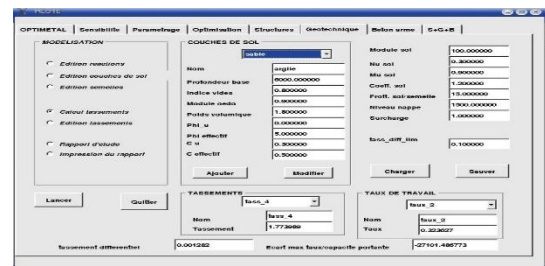 PILOTE
OPTIMETAL Sensibilite Parametrage Optimisation Structures Geotechnique Beton arme S+G+B
MODELISATION
Edition reactions
Edition couches de sol
Edition semelles
Calcul tassements
Edition tassements
Rapport d'etude
Impression du rapport
Lancer Quitter
COUCHES DE SOL
sable
Nom argile
Profondeur base 6000.000000
Indice vides 0.800000
Module oedo 0.900000
Poids volumique 1.800000
Phi_u 0.000000
Phi effectif 5.000000
C u 0.300000
C effectif 0.500000
Ajouter Modifier
Module sol 100.000000
Nu sol 0.300000
Mu sol 0.900000
Coeff. sol 1.200000
Frott. sol/semelle 15.000000
Niveau nappe 1500.000000
Surcharge 1.000000
tass_diff_lim 0.100000
Charger Sauver
TASSEMENTS
tass_4
Nom tass_4
Tassement 1.773989
TAUX DE TRAVAIL
taux_2
Nom taux_2
Taux 0.323627
tassement differentiel 0.001282 Ecart max taux/capacite portante -27101.486773